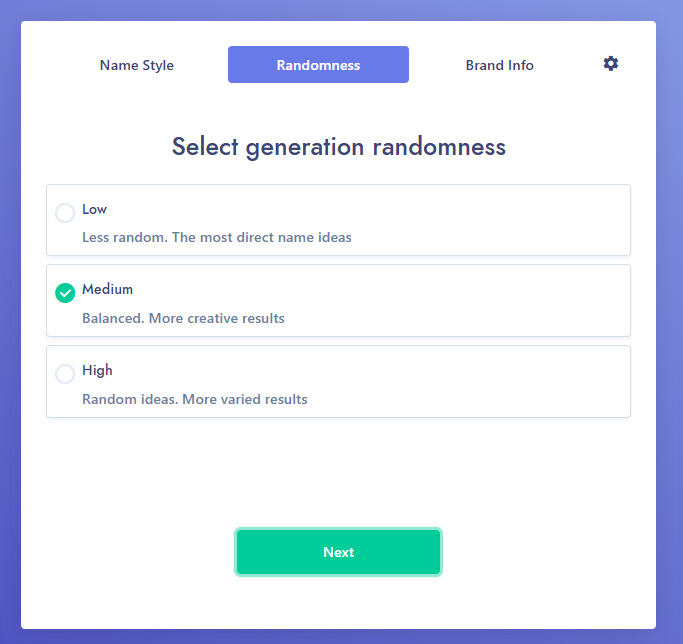 Name Style
Randomness
Brand Info
Select generation randomness
Low
Less random. The most direct name ideas
Medium
Balanced. More creative results
High
Random ideas. More varied results
Next